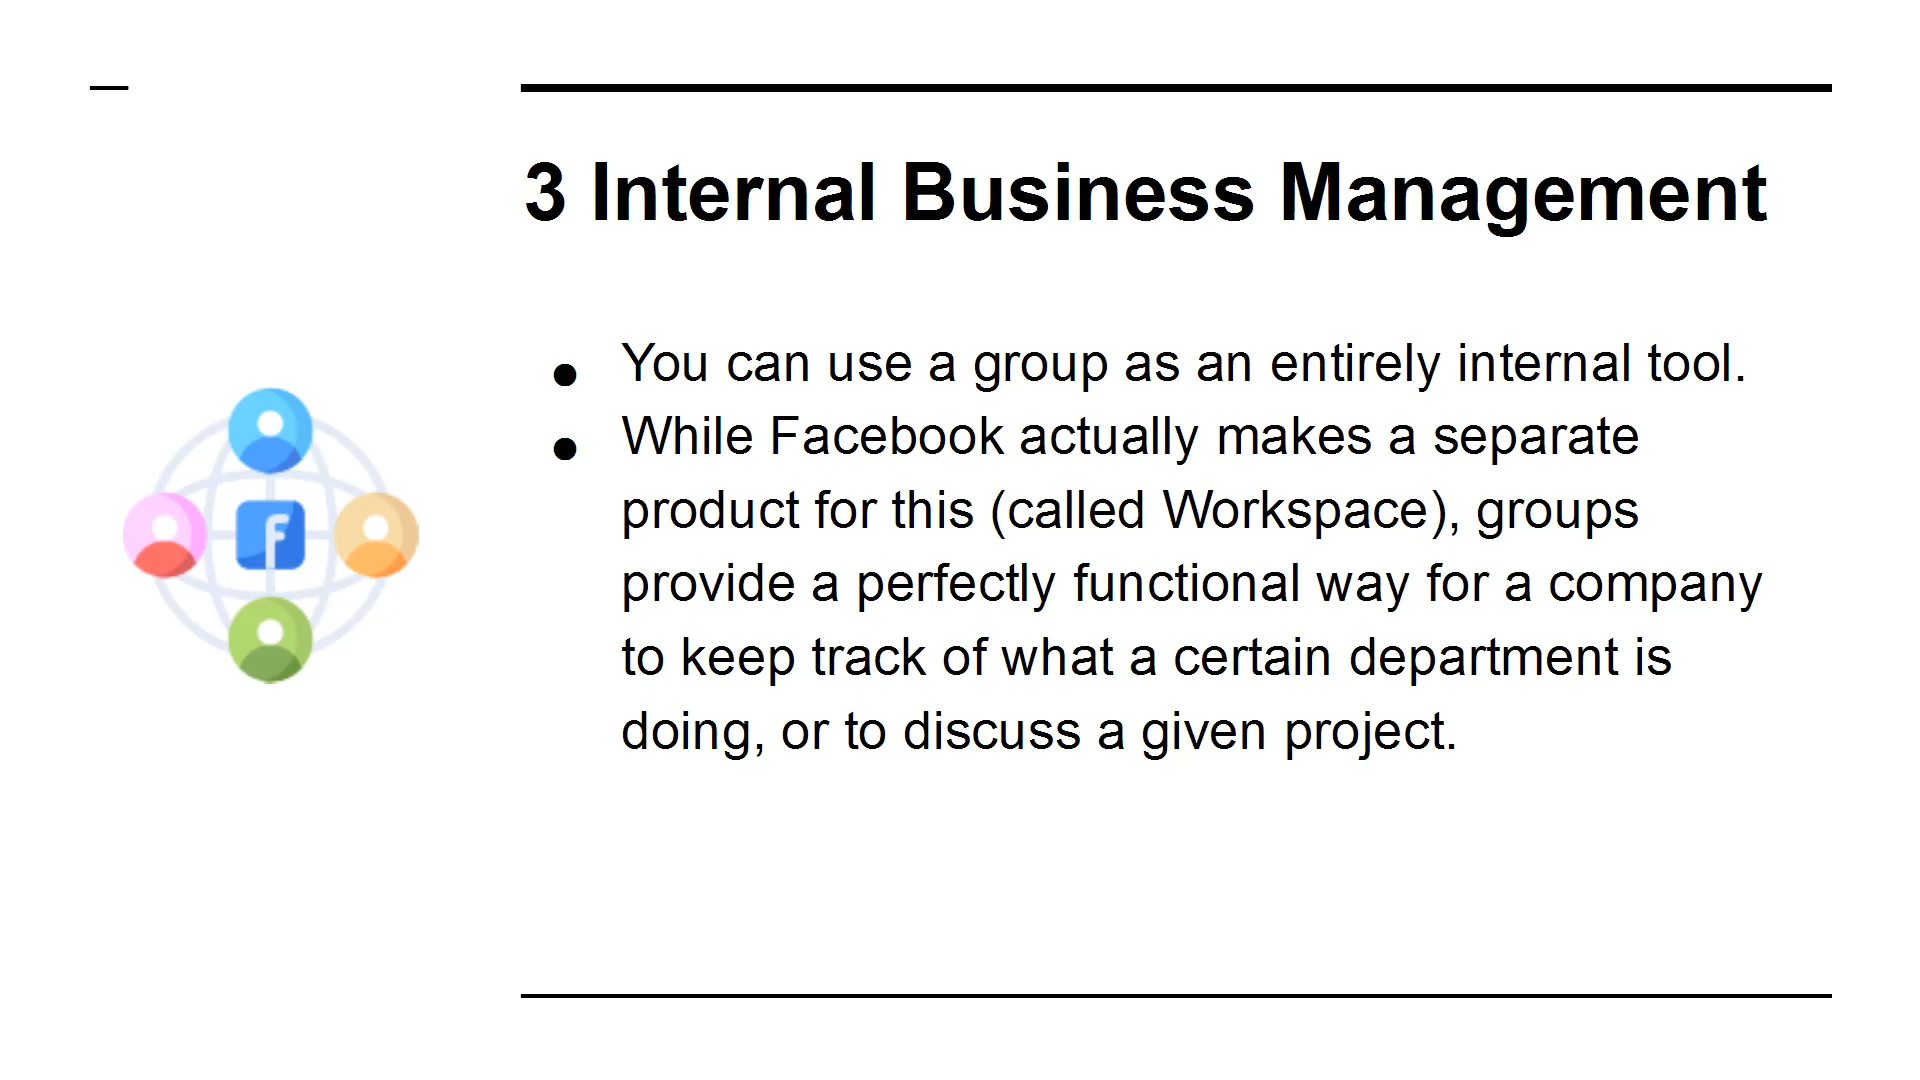 3 Internal Business Management
● You can use a group as an entirely internal tool.
● While Facebook actually makes a separate
product for this (called Workspace), groups
provide a perfectly functional way for a company
to keep track of what a certain department is
doing, or to discuss a given project.
f